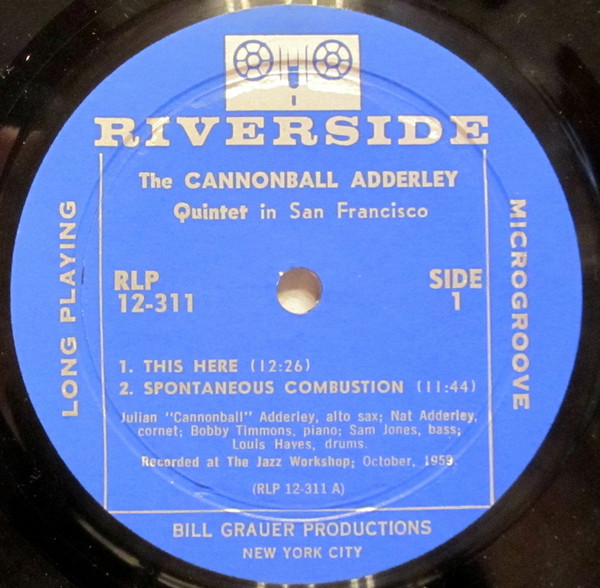 RIVERSIDE
The CANNONBALL ADDERLEY
Quintet in San Francisco
LONG PLAYING
MICROGROOVE
RLP
12-311
SIDE
1
1. THIS HERE (12:26)
2. SPONTANEOUS COMBUSTION (11:44)
Julian "Cannonball" Adderley, alto sax; Nat Adderley,
cornet; Bobby Timmons, piano; Sam Jones, bass;
Louis Hayes, drums.
Recorded at The Jazz Workshop; October, 1959.
(RLP 12-311 A)
BILL GRAUER PRODUCTIONS
NEW YORK CITY